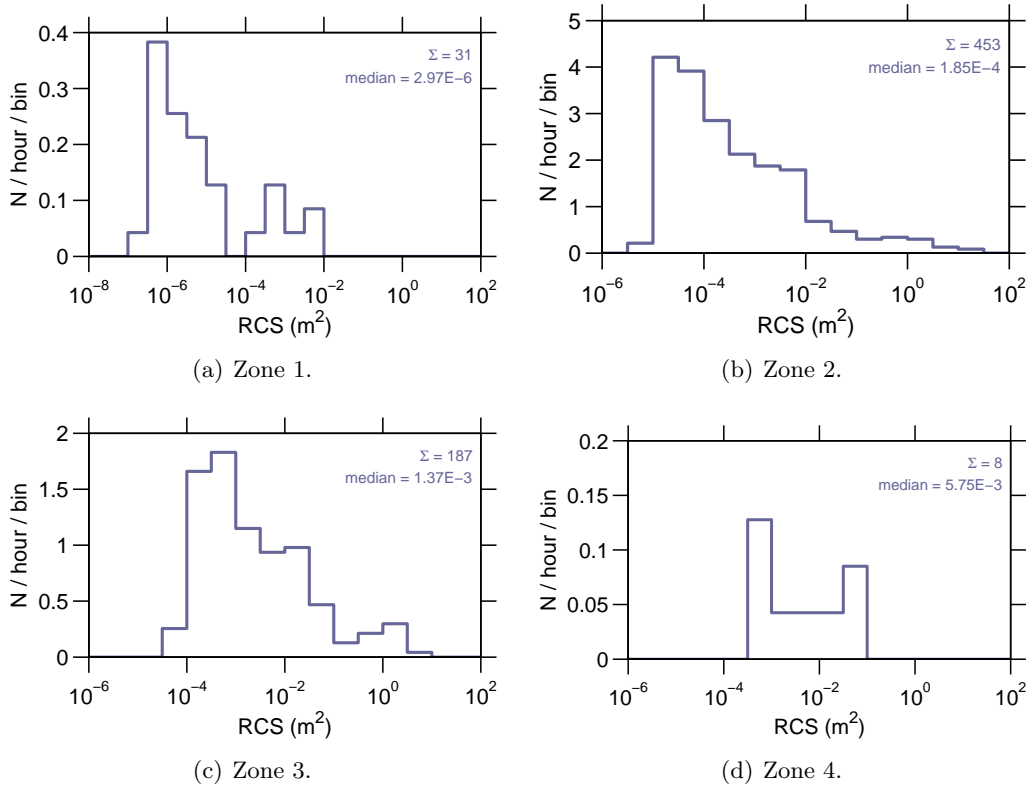 0.4
0.3
0.2
0.1
0
N / hour / bin
Σ = 31
median = 2.97E−6
10^−8 10^−6 10^−4 10^−2 10^0 10^2
RCS (m^2)
(a) Zone 1.
5
4
3
2
1
0
N / hour / bin
Σ = 453
median = 1.85E−4
10^−6 10^−4 10^−2 10^0 10^2
RCS (m^2)
(b) Zone 2.
2
1.5
1
0.5
0
N / hour / bin
Σ = 187
median = 1.37E−3
10^−6 10^−4 10^−2 10^0 10^2
RCS (m^2)
(c) Zone 3.
0.2
0.15
0.1
0.05
0
N / hour / bin
Σ = 8
median = 5.75E−3
10^−6 10^−4 10^−2 10^0 10^2
RCS (m^2)
(d) Zone 4.